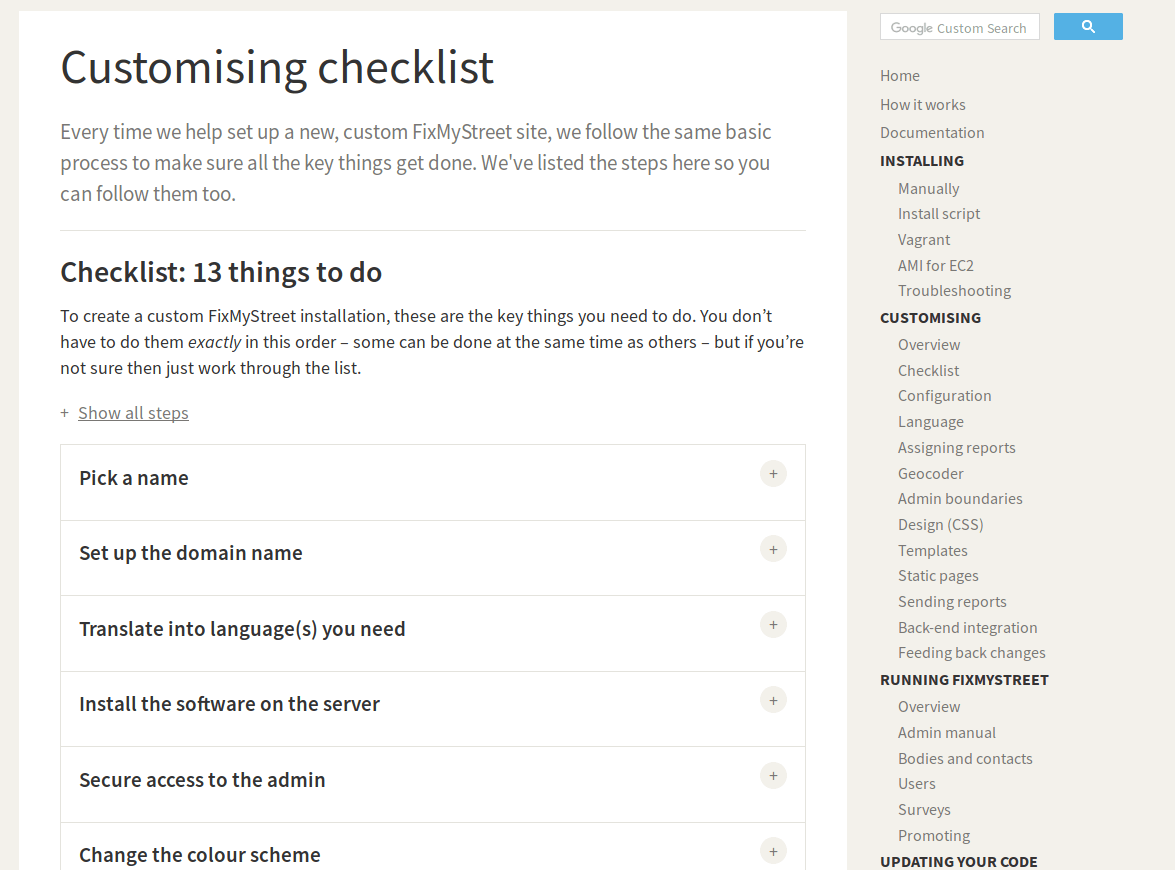 Customising checklist
Every time we help set up a new, custom FixMyStreet site, we follow the same basic
process to make sure all the key things get done. We've listed the steps here so you
can follow them too.
Checklist: 13 things to do
To create a custom FixMyStreet installation, these are the key things you need to do. You don’t
have to do them exactly in this order – some can be done at the same time as others – but if you’re
not sure then just work through the list.
+ Show all steps
Pick a name +
Set up the domain name +
Translate into language(s) you need +
Install the software on the server +
Secure access to the admin +
Change the colour scheme +
Google Custom Search
Home
How it works
Documentation
INSTALLING
Manually
Install script
Vagrant
AMI for EC2
Troubleshooting
CUSTOMISING
Overview
Checklist
Configuration
Language
Assigning reports
Geocoder
Admin boundaries
Design (CSS)
Templates
Static pages
Sending reports
Back-end integration
Feeding back changes
RUNNING FIXMYSTREET
Overview
Admin manual
Bodies and contacts
Users
Surveys
Promoting
UPDATING YOUR CODE